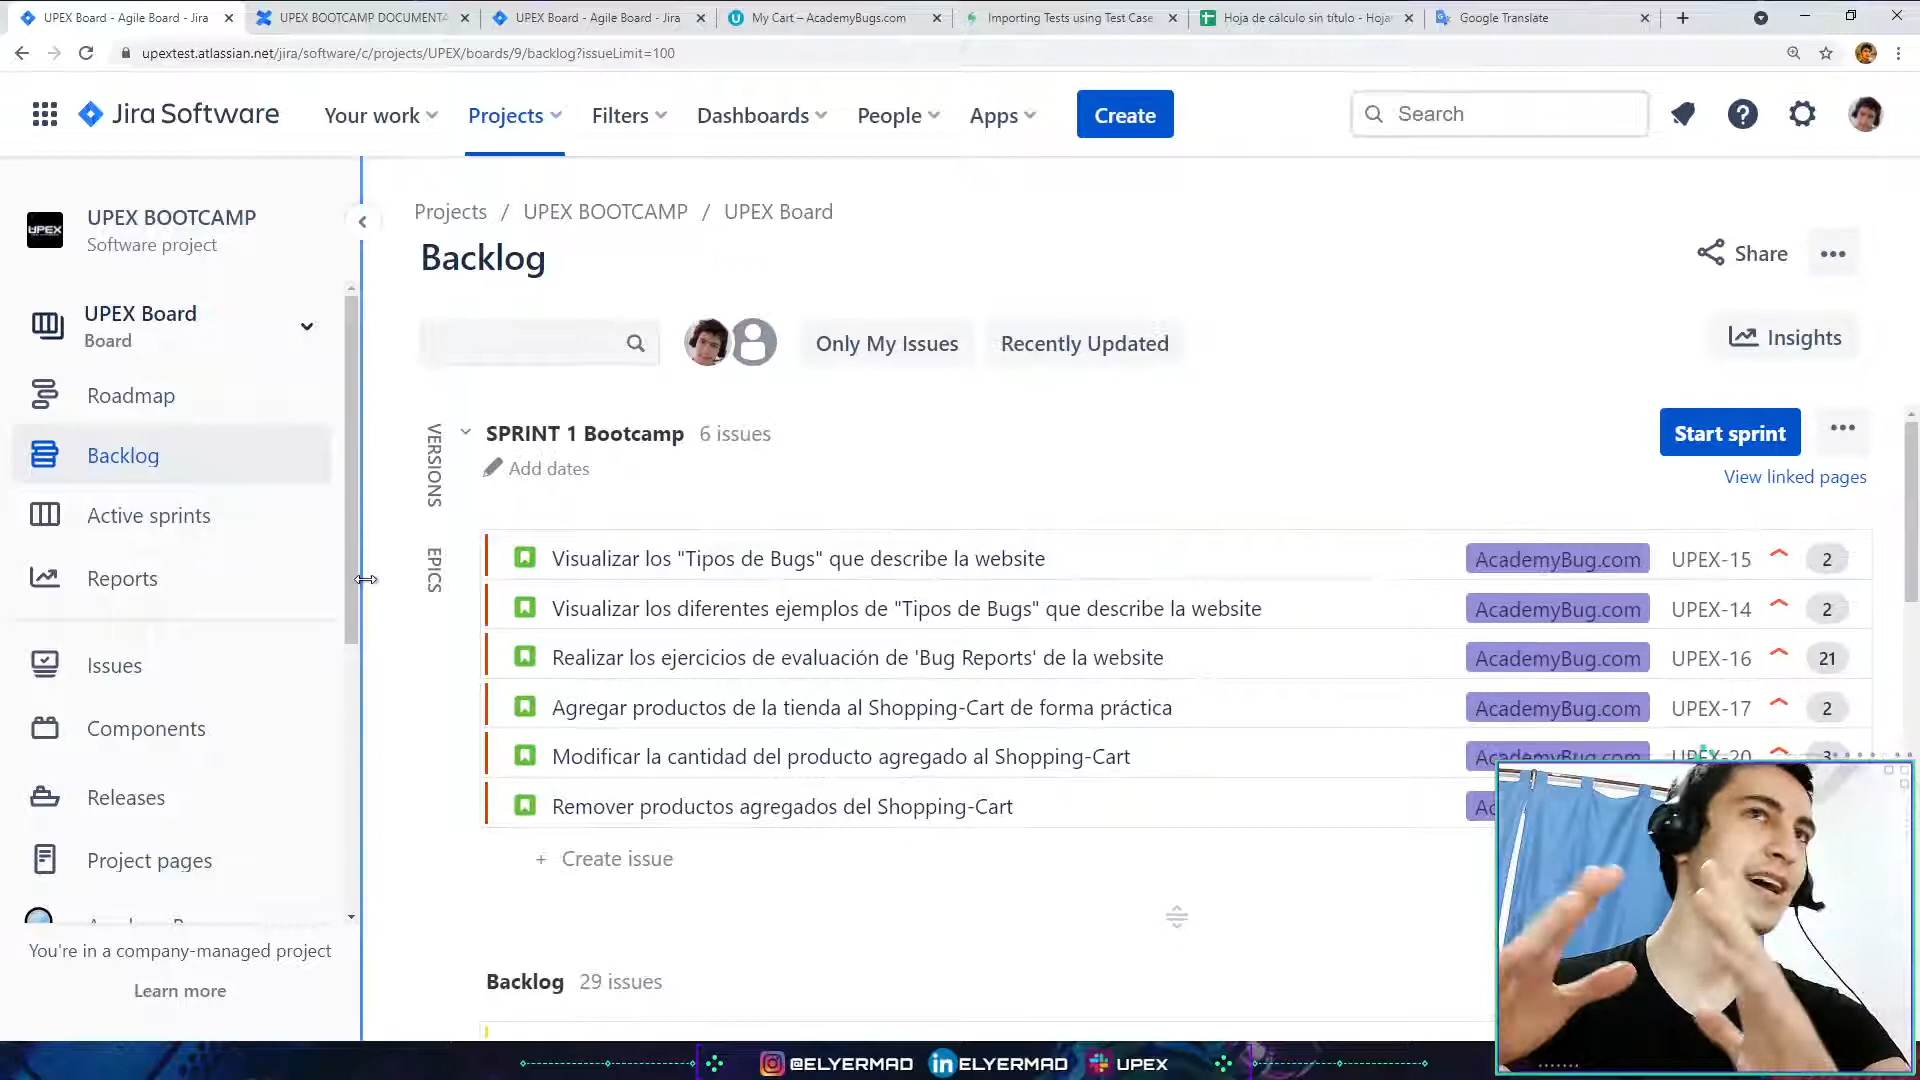 UPEX Board - Agile Board - Jira
UPEX BOOTCAMP DOCUMENTA
UPEX Board - Agile Board - Jira
My Cart – AcademyBugs.com
Importing Tests using Test Case
Hoja de cálculo sin título - Hoja
Google Translate
upextest.atlassian.net/jira/software/c/projects/UPEX/boards/9/backlog?issueLimit=100
Jira Software
Your work
Projects
Filters
Dashboards
People
Apps
Create
Search
UPEX
UPEX BOOTCAMP
Software project
UPEX Board
Board
Roadmap
Backlog
Active sprints
Reports
Issues
Components
Releases
Project pages
You're in a company-managed project
Learn more
Projects / UPEX BOOTCAMP / UPEX Board
Backlog
Share
Only My Issues
Recently Updated
Insights
VERSIONS
EPICS
SPRINT 1 Bootcamp 6 issues
Add dates
Start sprint
View linked pages
Visualizar los "Tipos de Bugs" que describe la website AcademyBug.com UPEX-15 2
Visualizar los diferentes ejemplos de "Tipos de Bugs" que describe la website AcademyBug.com UPEX-14 2
Realizar los ejercicios de evaluación de 'Bug Reports' de la website AcademyBug.com UPEX-16 21
Agregar productos de la tienda al Shopping-Cart de forma práctica AcademyBug.com UPEX-17 2
Modificar la cantidad del producto agregado al Shopping-Cart AcademyBug.com UPEX-20 3
Remover productos agregados del Shopping-Cart Ac
+ Create issue
Backlog 29 issues
@ELYERMAD
in ELYERMAD
UPEX